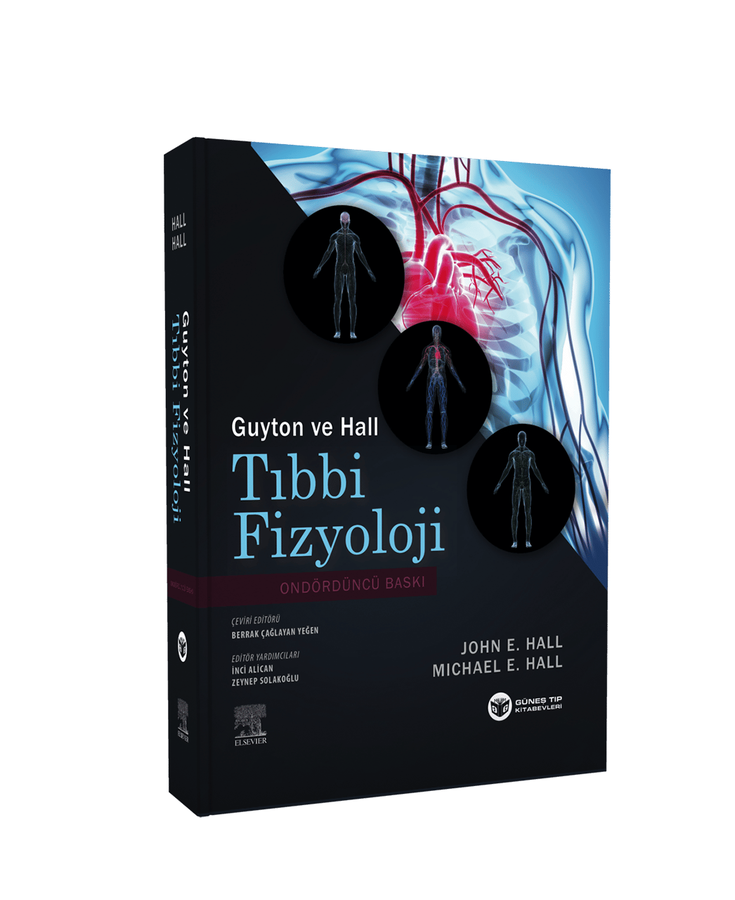 HALL
HALL
Guyton ve Hall
Tıbbi Fizyoloji
Guyton ve Hall
Tıbbi
Fizyoloji
ONDÖRDÜNCÜ BASKI
ÇEVİRİ EDİTÖRÜ
BERRAK ÇAĞLAYAN YEĞEN
EDİTÖR YARDIMCILARI
İNCİ ALİCAN
ZEYNEP SOLAKOĞLU
JOHN E. HALL
MICHAEL E. HALL
GÜNEŞ TIP
KİTABEVLERİ
ELSEVIER